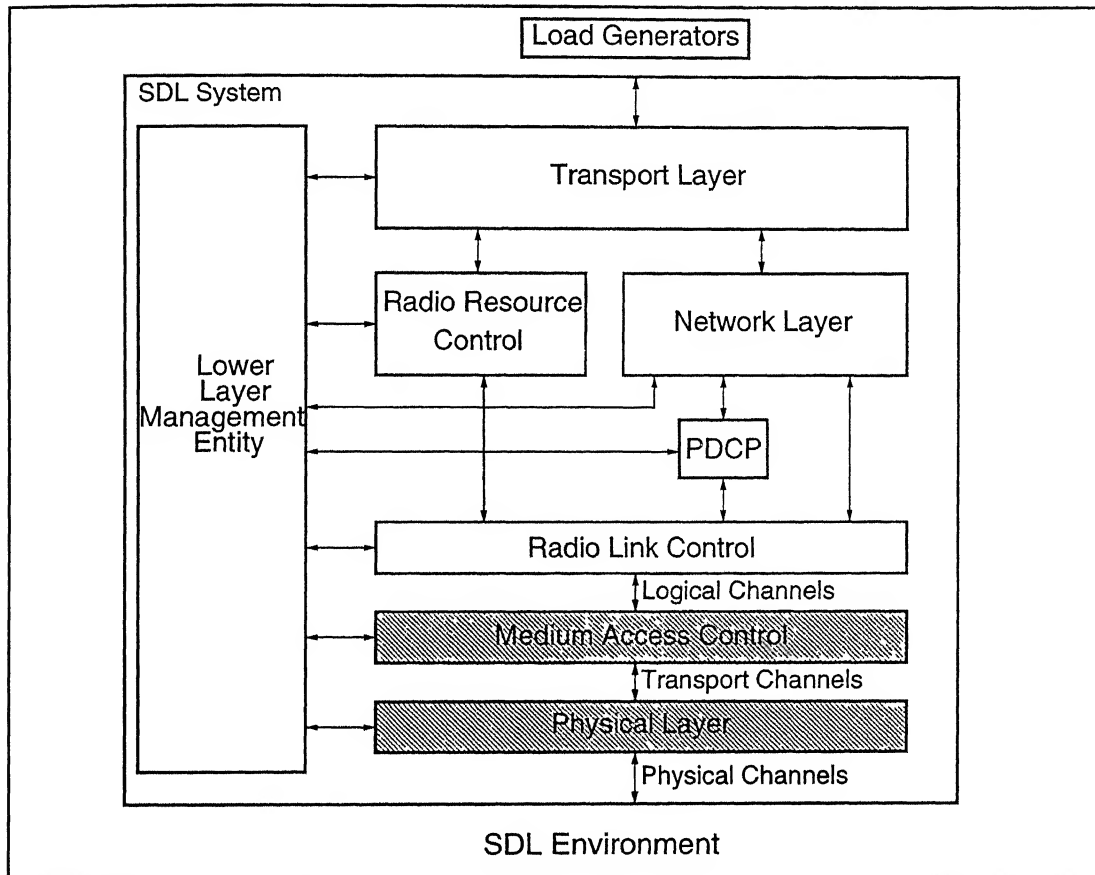 Load Generators
SDL System
Transport Layer
Radio Resource
Control
Network Layer
Lower
Layer
Management
Entity
PDCP
Radio Link Control
Logical Channels
Medium Access Control
Transport Channels
Physical Layer
Physical Channels
SDL Environment